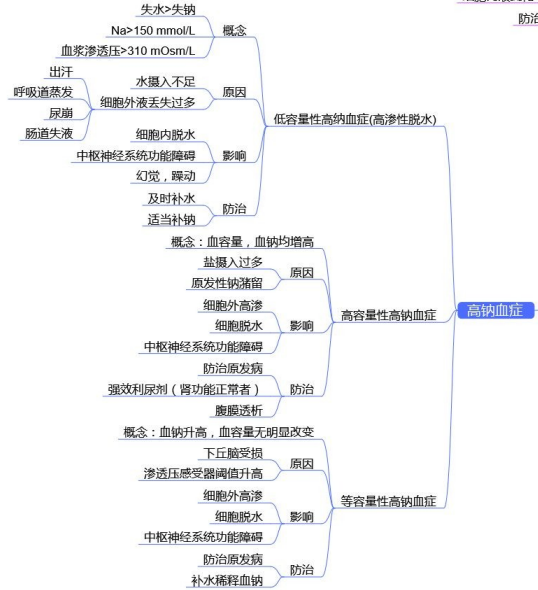 防治
失水>失钠
Na>150 mmol/L
血浆渗透压>310 mOsm/L
概念
出汗
呼吸道蒸发
尿崩
肠道失液
水摄入不足
细胞外液丢失过多
原因
低容量性高纳血症(高渗性脱水)
细胞内脱水
中枢神经系统功能障碍
幻觉，躁动
影响
及时补水
适当补钠
防治
概念：血容量，血钠均增高
盐摄入过多
原发性钠潴留
原因
细胞外高渗
细胞脱水
中枢神经系统功能障碍
影响
高容量性高钠血症
高钠血症
防治原发病
强效利尿剂（肾功能正常者）
腹膜透析
防治
概念：血钠升高，血容量无明显改变
下丘脑受损
渗透压感受器阈值升高
原因
等容量性高钠血症
细胞外高渗
细胞脱水
中枢神经系统功能障碍
影响
防治原发病
补水稀释血钠
防治